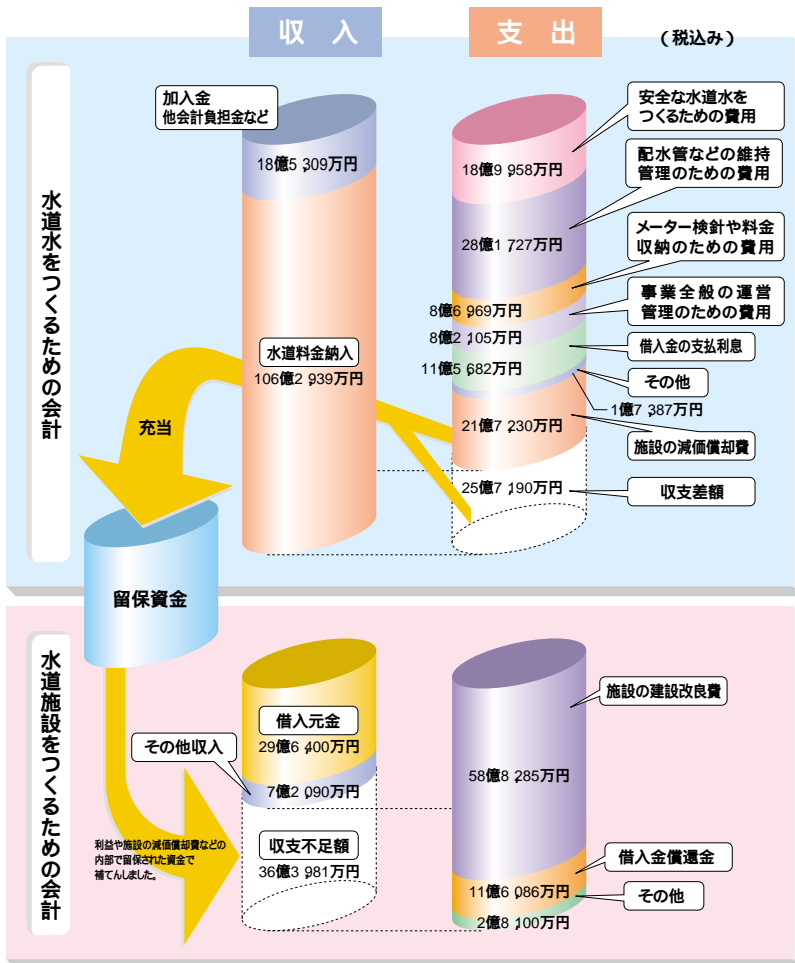 収 入
支 出
(税込み)
水道水をつくるための会計
加入金
他会計負担金など
18億5,309万円
水道料金納入
106億2,939万円
充当
安全な水道水を
つくるための費用
18億9,958万円
配水管などの維持
管理のための費用
28億1,727万円
メーター検針や料金
収納のための費用
8億6,969万円
事業全般の運営
管理のための費用
8億2,105万円
借入金の支払利息
11億5,682万円
その他
1億7,387万円
21億7,230万円
施設の減価償却費
25億7,190万円
収支差額
留保資金
水道施設をつくるための会計
借入元金
29億6,400万円
その他収入
7億2,090万円
利益や施設の減価償却費などの
内部で留保された資金で
補てんしました。
収支不足額
36億3,981万円
施設の建設改良費
58億8,285万円
借入金償還金
11億6,086万円
その他
2億8,100万円